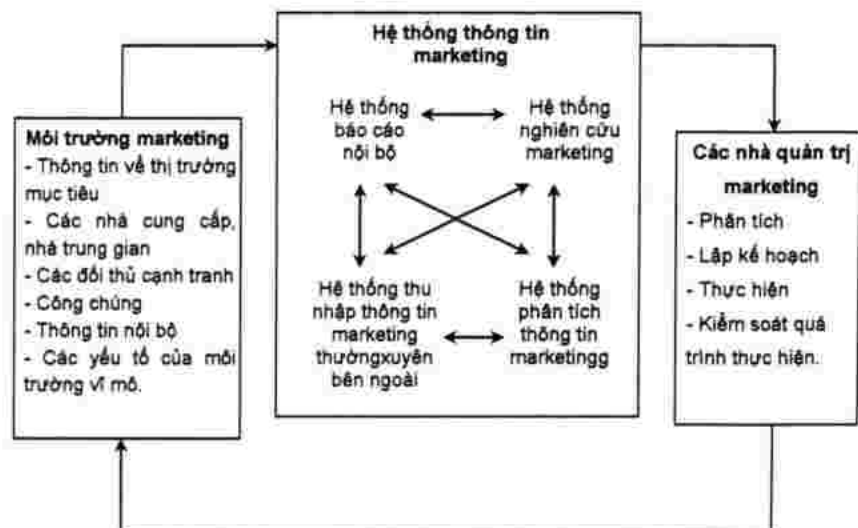 Hệ thống thông tin
marketing
Hệ thống
báo cáo
nội bộ
Hệ thống
nghiên cứu
marketing
Hệ thống thu
nhập thông tin
marketing
thườngxuyên
bên ngoài
Hệ thống
phân tích
thông tin
marketingg
Môi trường marketing
- Thông tin về thị trường
mục tiêu
- Các nhà cung cấp,
nhà trung gian
- Các đối thủ cạnh tranh
- Công chúng
- Thông tin nội bộ
- Các yếu tố của môi
trường vĩ mô.
Các nhà quản trị
marketing
- Phân tích
- Lập kế hoạch
- Thực hiện
- Kiểm soát quá
trình thực hiện.